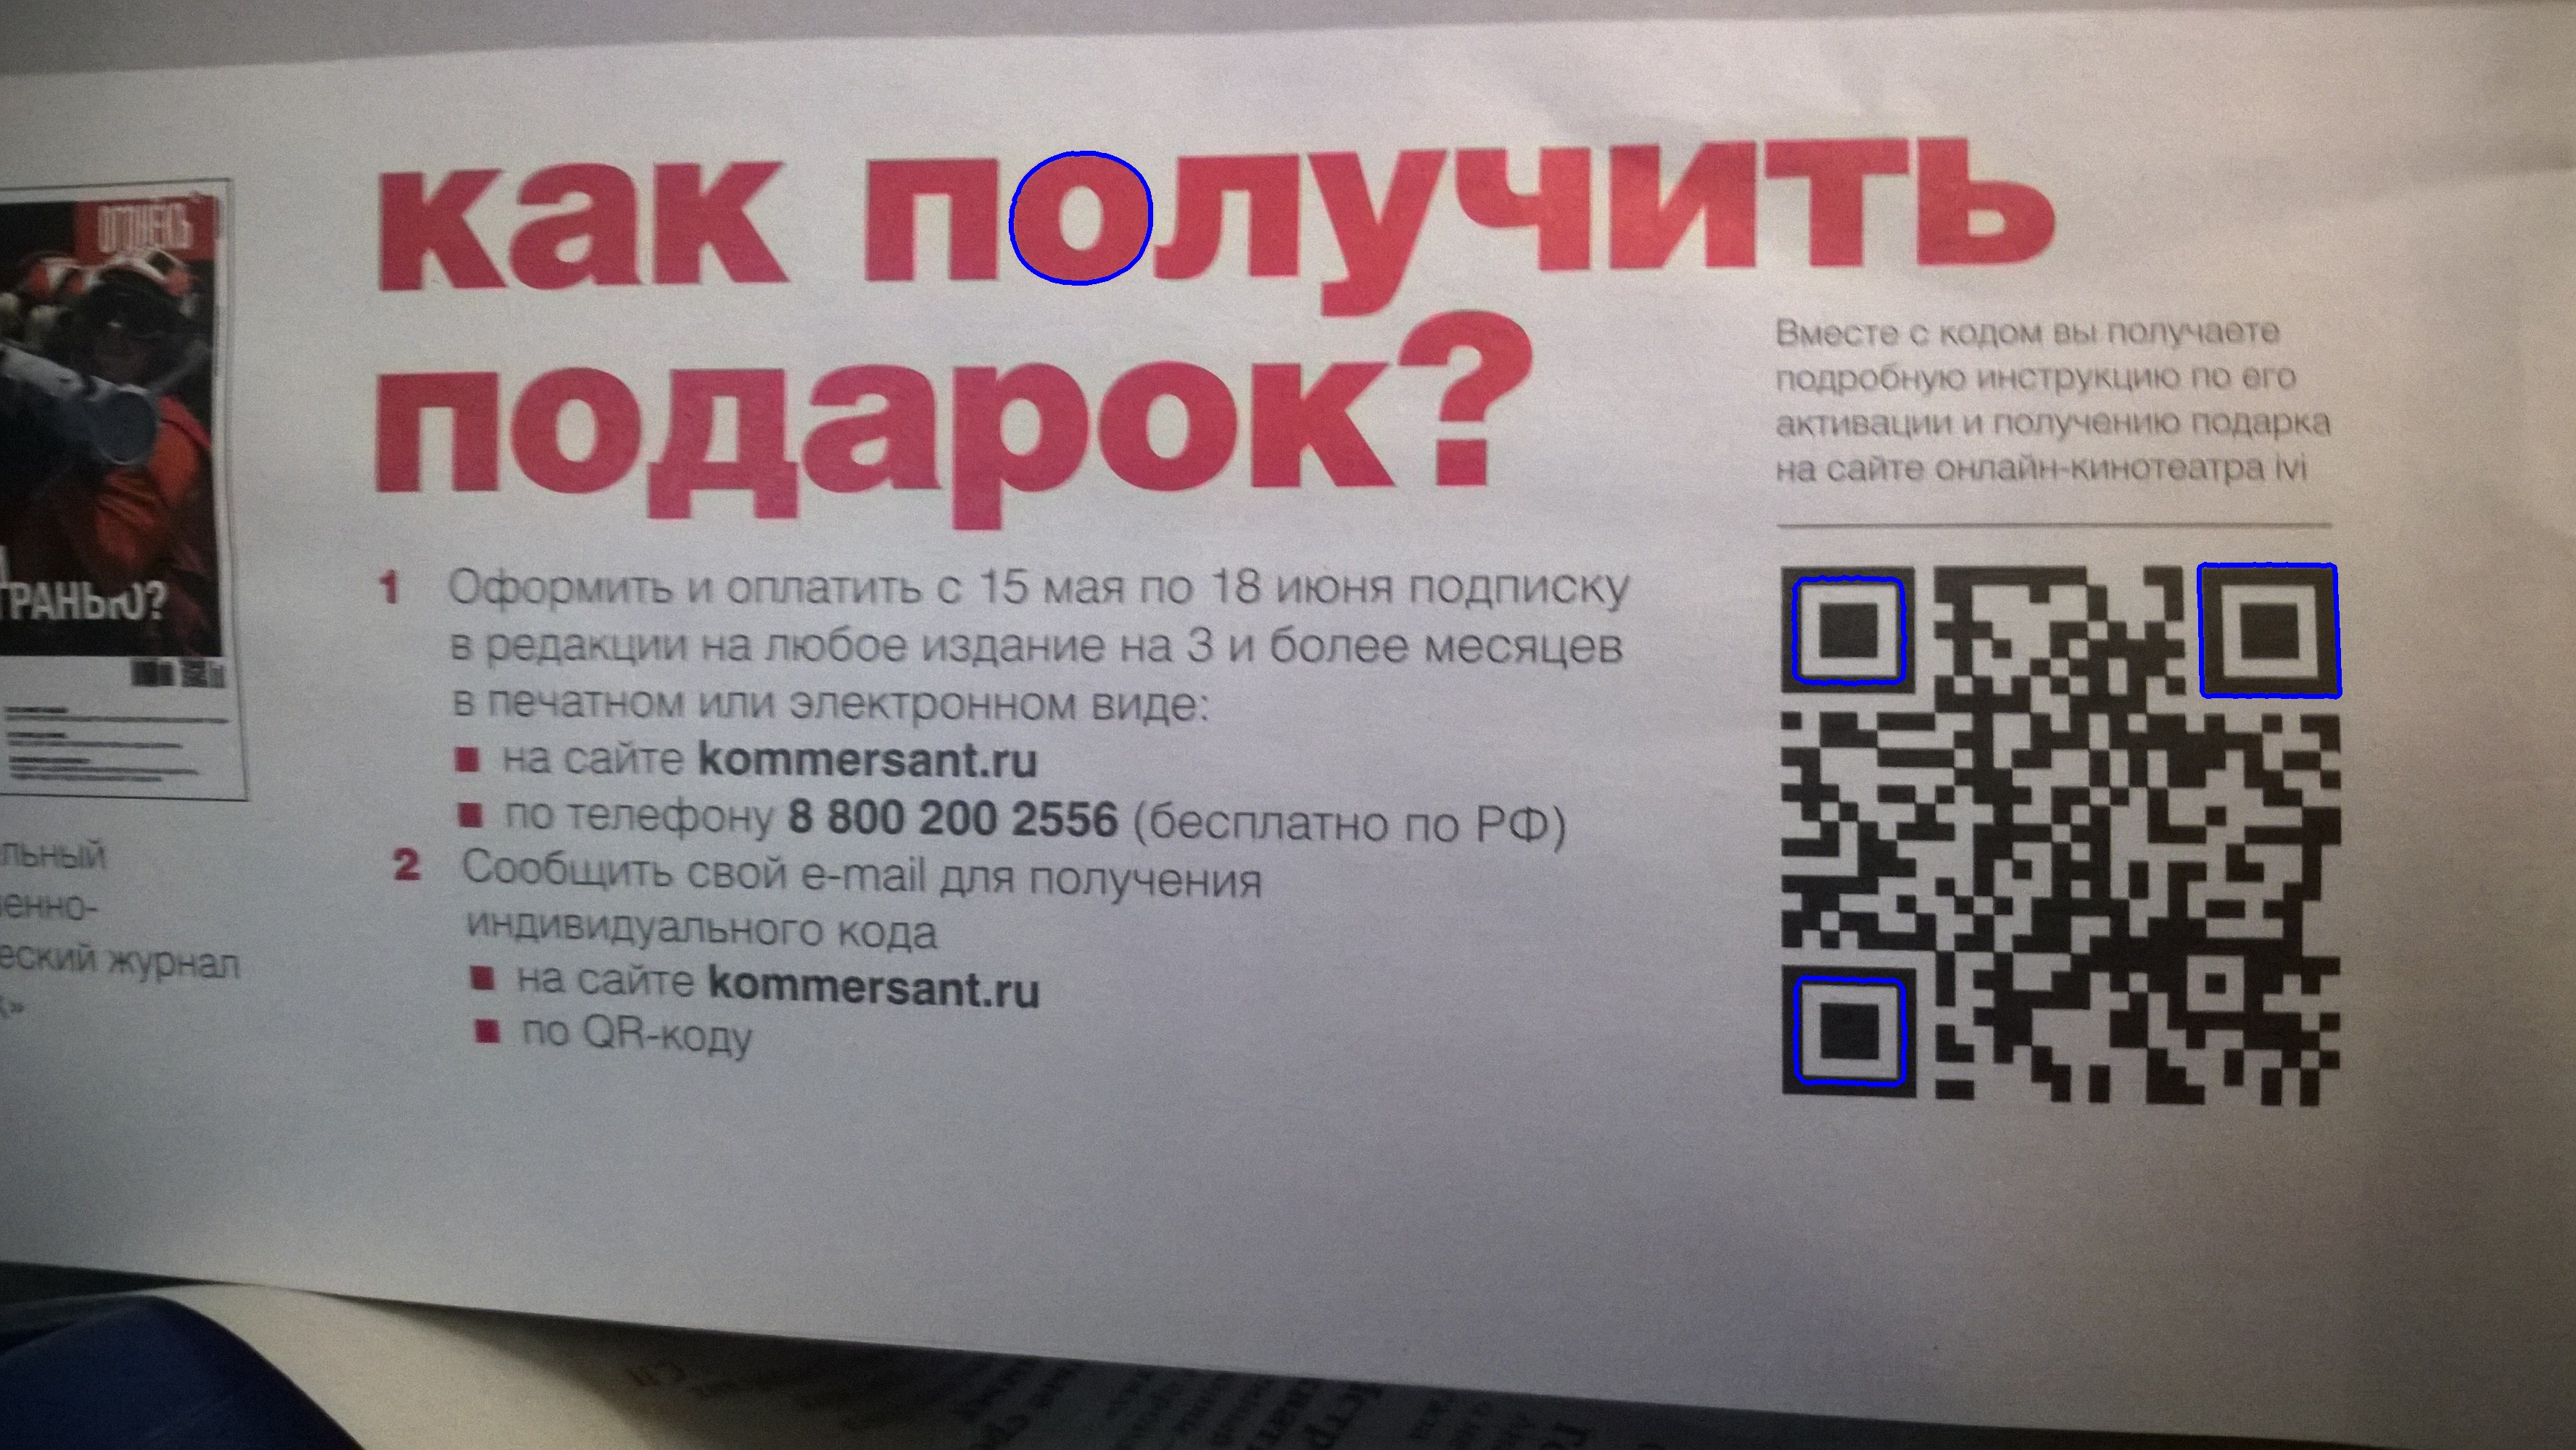 как получить
подарок?
Вместе с кодом вы получаете
подробную инструкцию по его
активации и получению подарка
на сайте онлайн-кинотеатра ivi
1 Оформить и оплатить с 15 мая по 18 июня подписку
в редакции на любое издание на 3 и более месяцев
в печатном или электронном виде:
на сайте kommersant.ru
по телефону 8 800 200 2556 (бесплатно по РФ)
2 Сообщить свой e-mail для получения
индивидуального кода
на сайте kommersant.ru
по QR-коду
ОГОНЁКЪ
ГРАНЬЮ?
льный
енно-
еский журнал